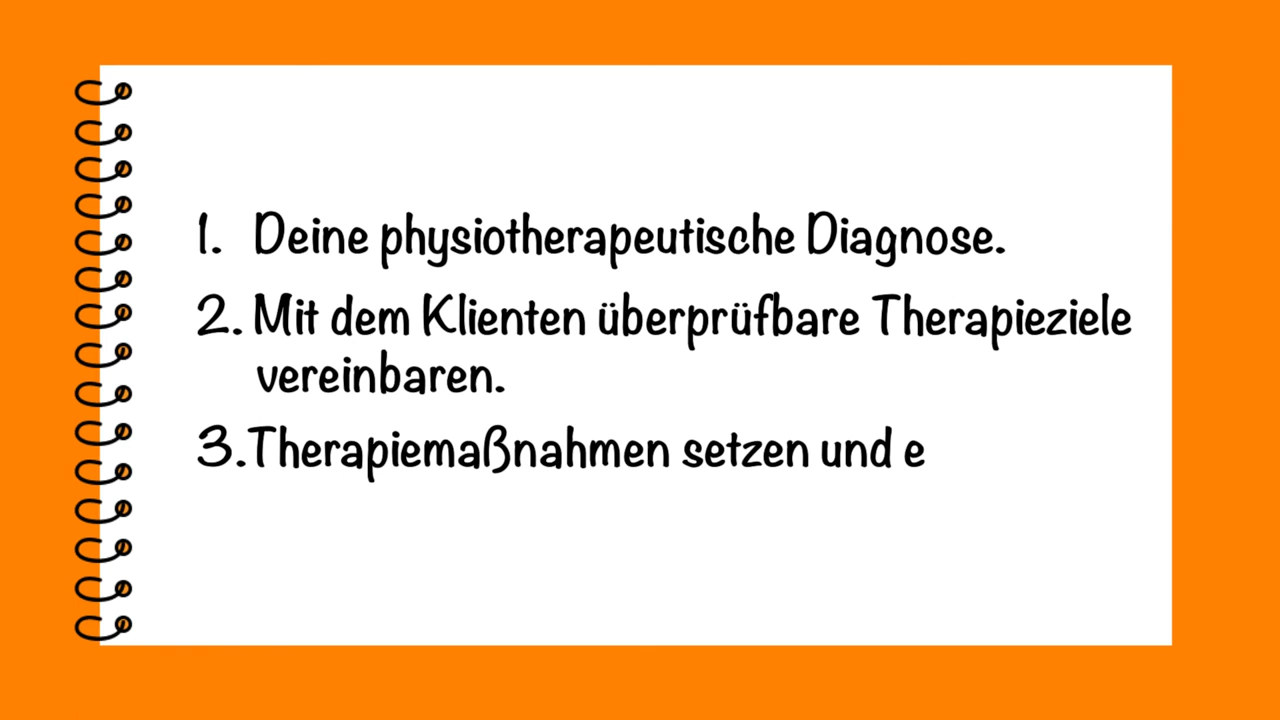 1. Deine physiotherapeutische Diagnose.
2. Mit dem Klienten überprüfbare Therapieziele
vereinbaren.
3. Therapiemaßnahmen setzen und e